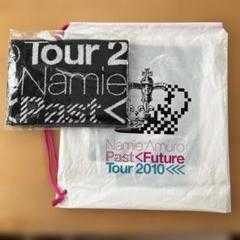 Tour 2
Namie
Past<
Namie Amuro
Past<Future
Tour 2010<<<